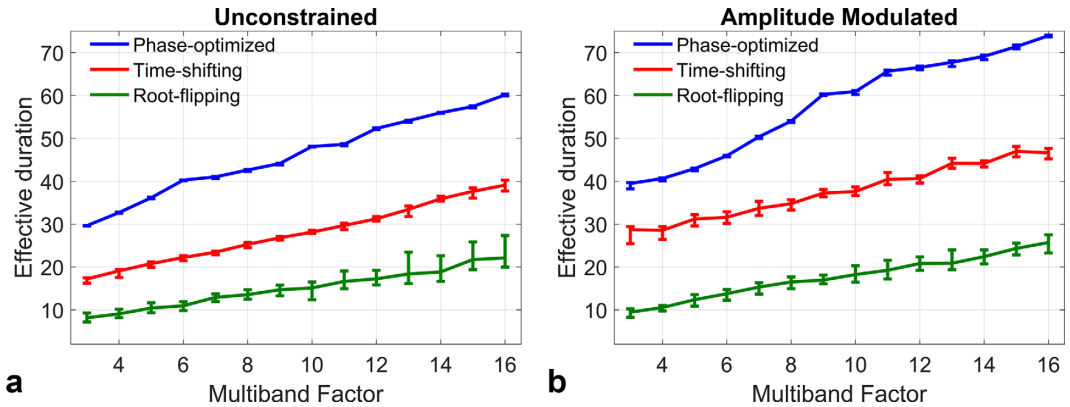 Unconstrained
Phase-optimized
Time-shifting
Root-flipping
Effective duration
70
60
50
40
30
20
10
4 6 8 10 12 14 16
Multiband Factor
a
Amplitude Modulated
Phase-optimized
Time-shifting
Root-flipping
Effective duration
70
60
50
40
30
20
10
4 6 8 10 12 14 16
Multiband Factor
b